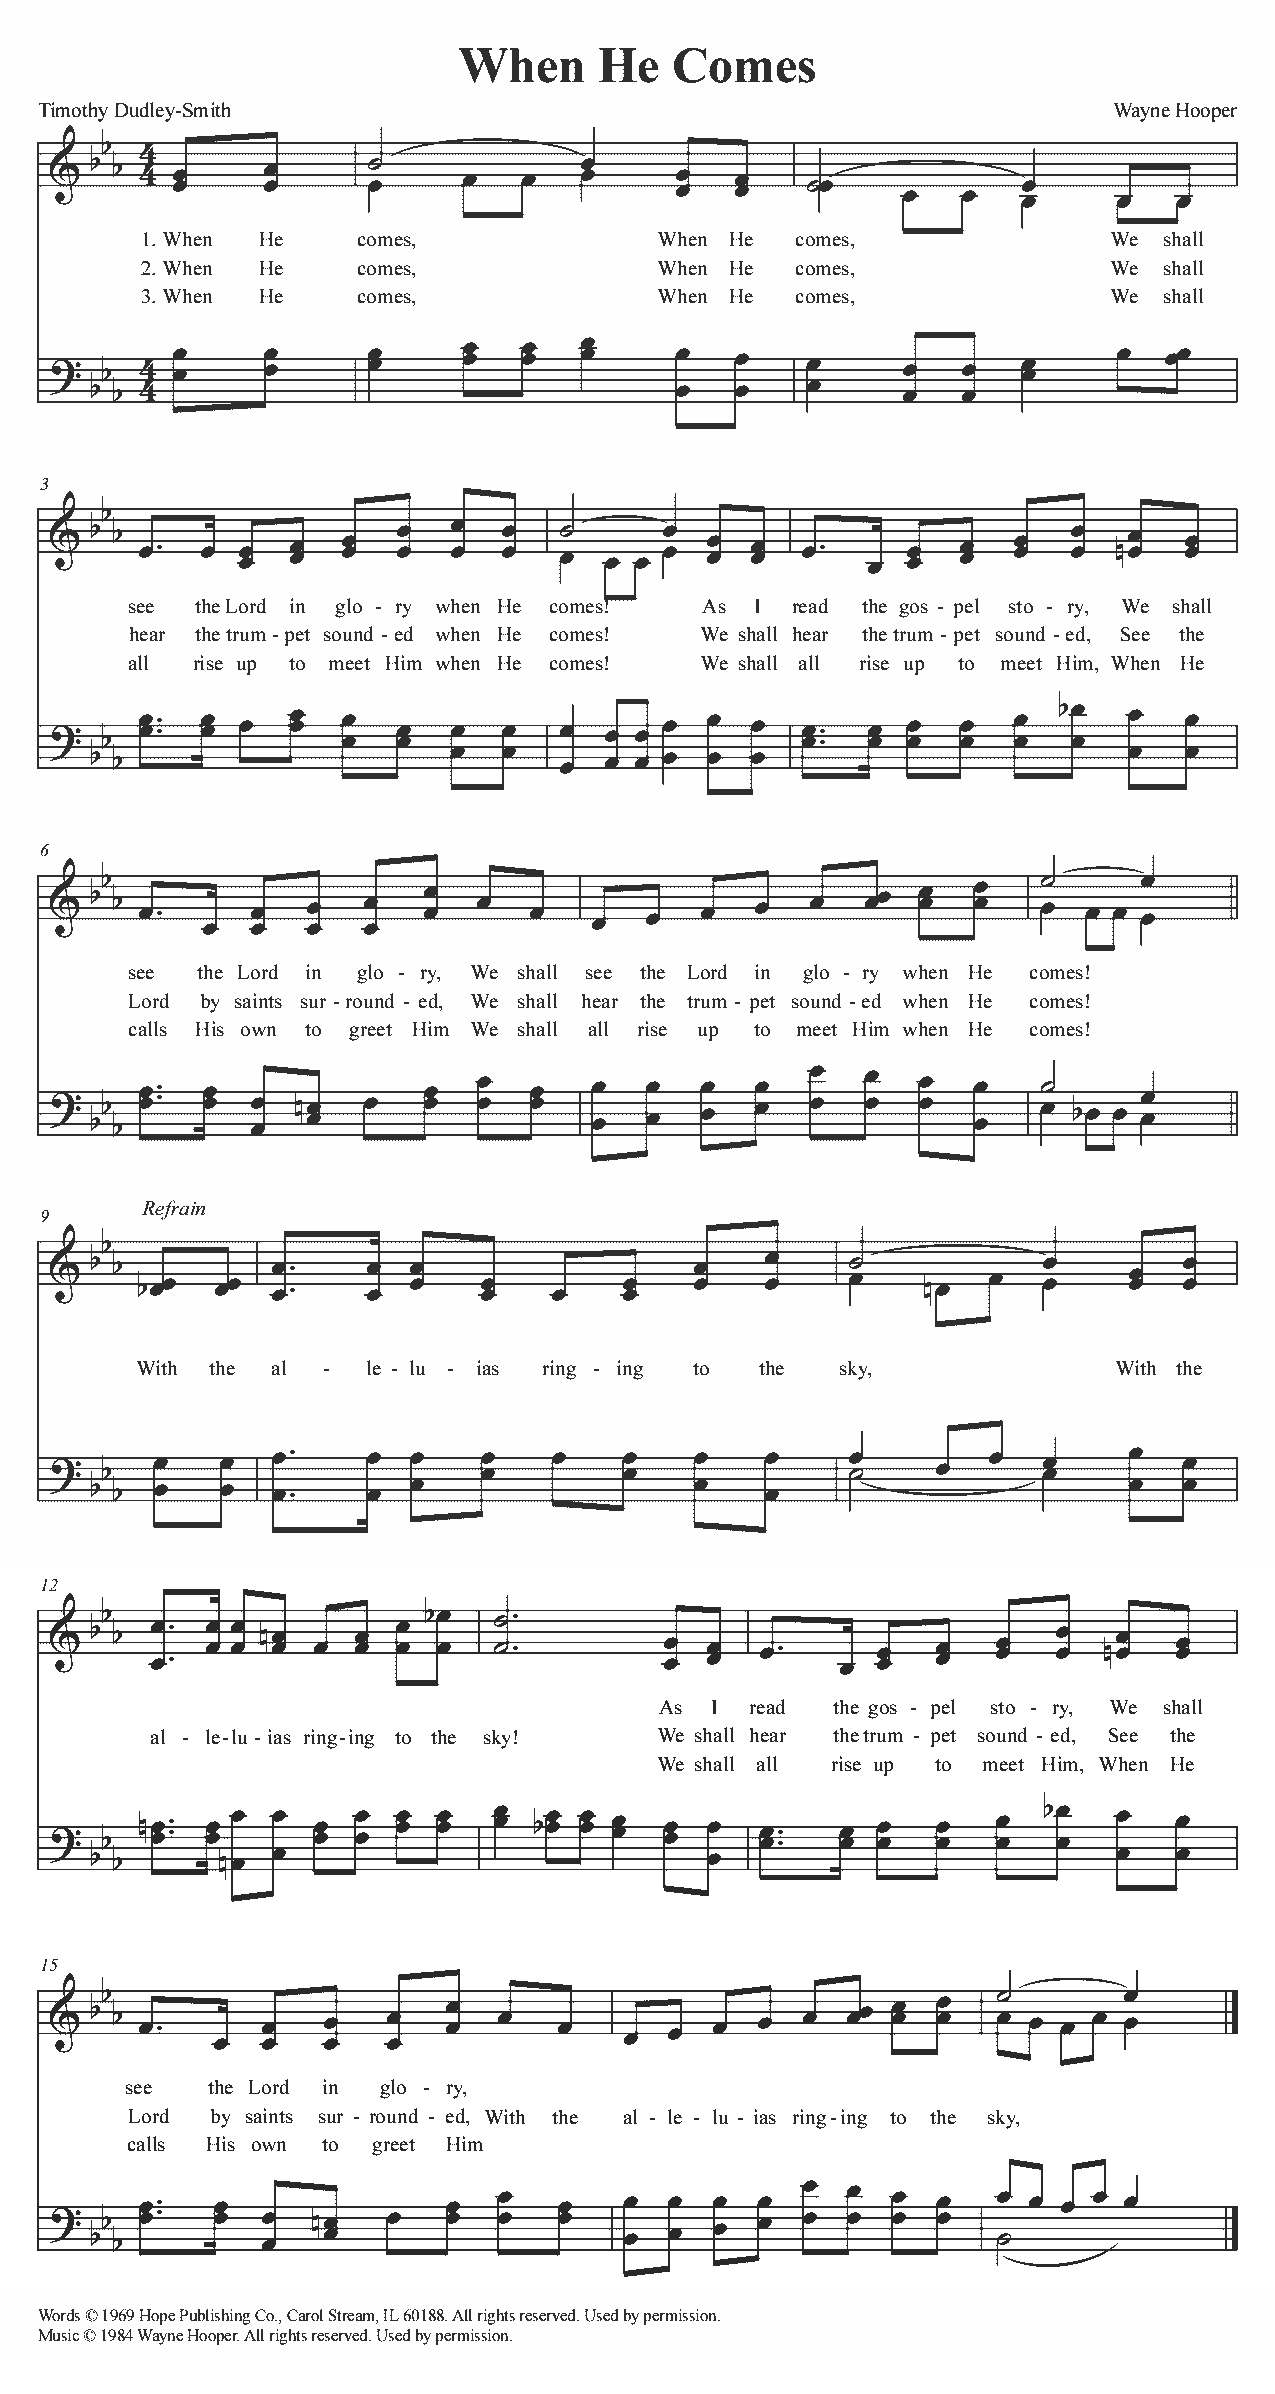 When He Comes
Timothy Dudley-Smith Wayne Hooper
1. When He comes, When He comes, We shall
2. When He comes, When He comes, We shall
3. When He comes, When He comes, We shall
3
see the Lord in glo - ry when He comes! As I read the gos - pel sto - ry, We shall
hear the trum - pet sound - ed when He comes! We shall hear the trum - pet sound - ed, See the
all rise up to meet Him when He comes! We shall all rise up to meet Him, When He
6
see the Lord in glo - ry, We shall see the Lord in glo - ry when He comes!
Lord by saints sur - round - ed, We shall hear the trum - pet sound - ed when He comes!
calls His own to greet Him We shall all rise up to meet Him when He comes!
9
Refrain
With the al - le - lu - ias ring - ing to the sky, With the
12
As I read the gos - pel sto - ry, We shall
al - le - lu - ias ring - ing to the sky! We shall hear the trum - pet sound - ed, See the
We shall all rise up to meet Him, When He
15
see the Lord in glo - ry,
Lord by saints sur - round - ed, With the al - le - lu - ias ring - ing to the sky,
calls His own to greet Him
Words © 1969 Hope Publishing Co., Carol Stream, IL 60188. All rights reserved. Used by permission.
Music © 1984 Wayne Hooper. All rights reserved. Used by permission.